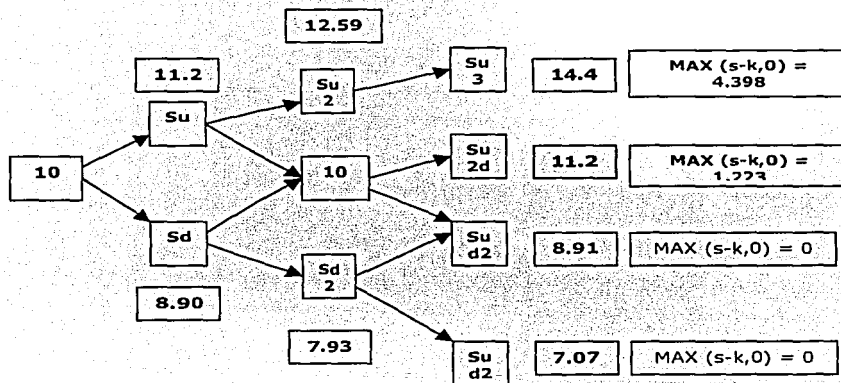 12.59
11.2
Su
3
14.4
MAX (s-k,0) =
4.398
Su
2
Su
10
10
Su
2d
11.2
MAX (s-k,0) =
1.223
Sd
Su
d2
8.91
MAX (s-k,0) = 0
Sd
2
8.90
7.93
Su
d2
7.07
MAX (s-k,0) = 0